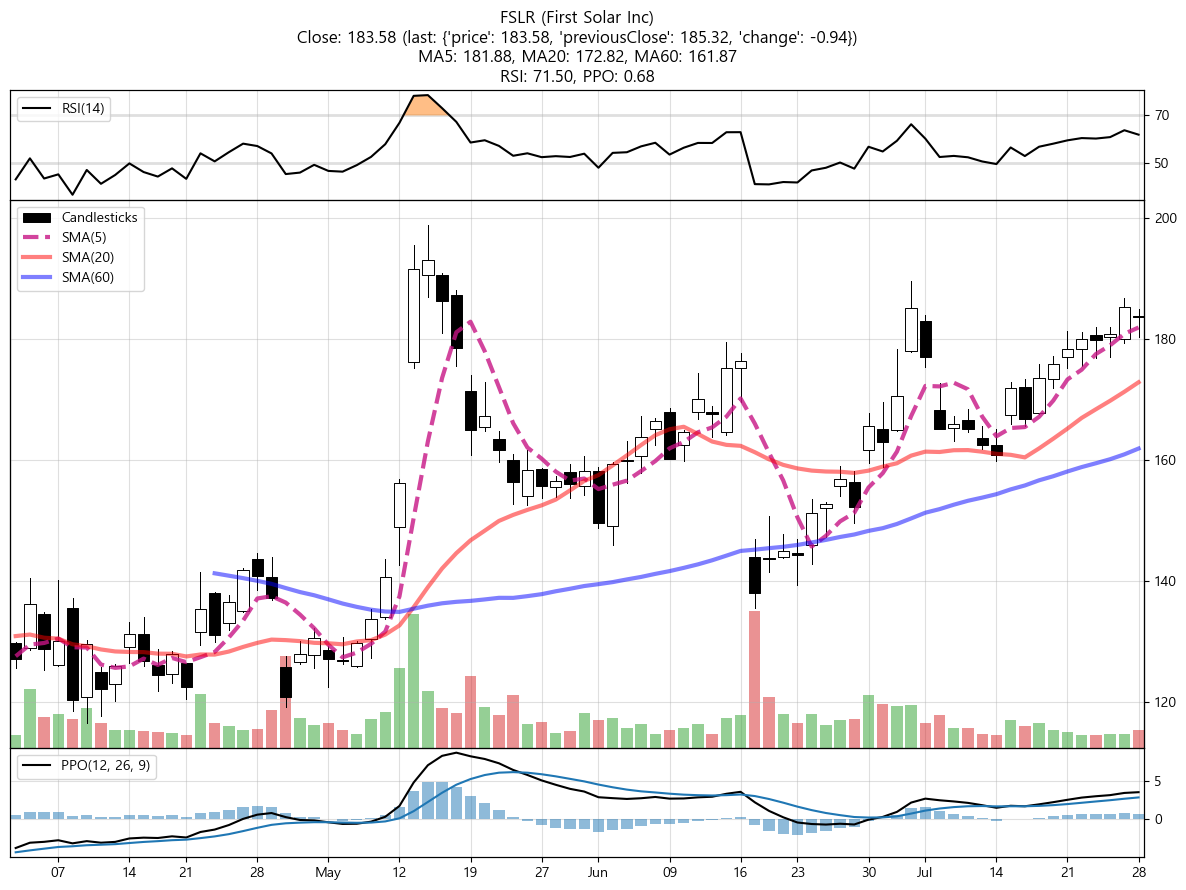 FSLR (First Solar Inc)
Close: 183.58 (last: {'price': 183.58, 'previousClose': 185.32, 'change': -0.94})
MA5: 181.88, MA20: 172.82, MA60: 161.87
RSI: 71.50, PPO: 0.68
RSI(14)
70
50
Candlesticks
SMA(5)
SMA(20)
SMA(60)
200
180
160
140
120
PPO(12, 26, 9)
5
0
07 14 21 28 May 12 19 27 Jun 09 16 23 30 Jul 14 21 28